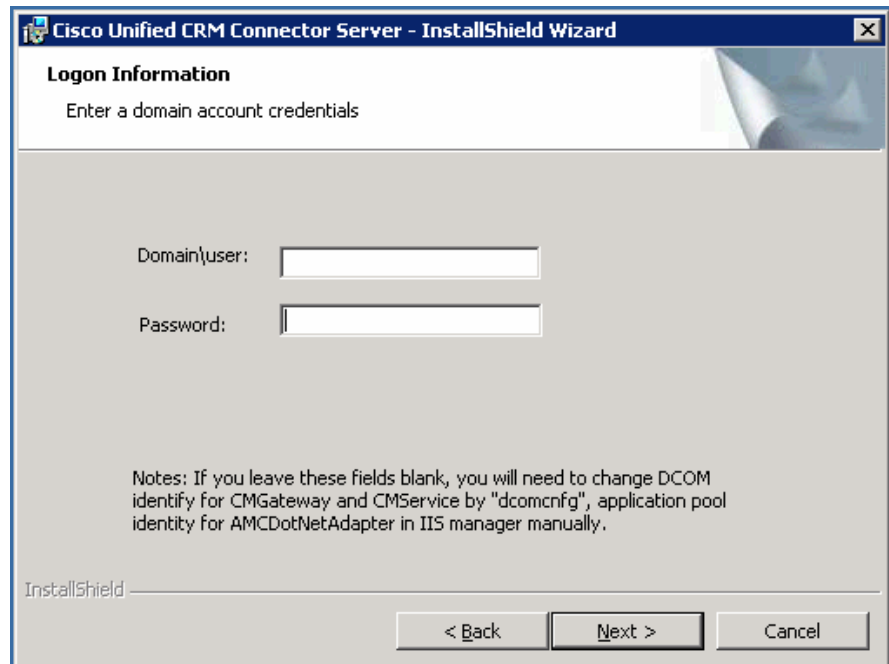 Cisco Unified CRM Connector Server - InstallShield Wizard
Logon Information
Enter a domain account credentials
Domain\user:
Password:
Notes: If you leave these fields blank, you will need to change DCOM
identify for CMGateway and CMService by "dcomcnfg", application pool
identity for AMCDotNetAdapter in IIS manager manually.
InstallShield
< Back
Next >
Cancel